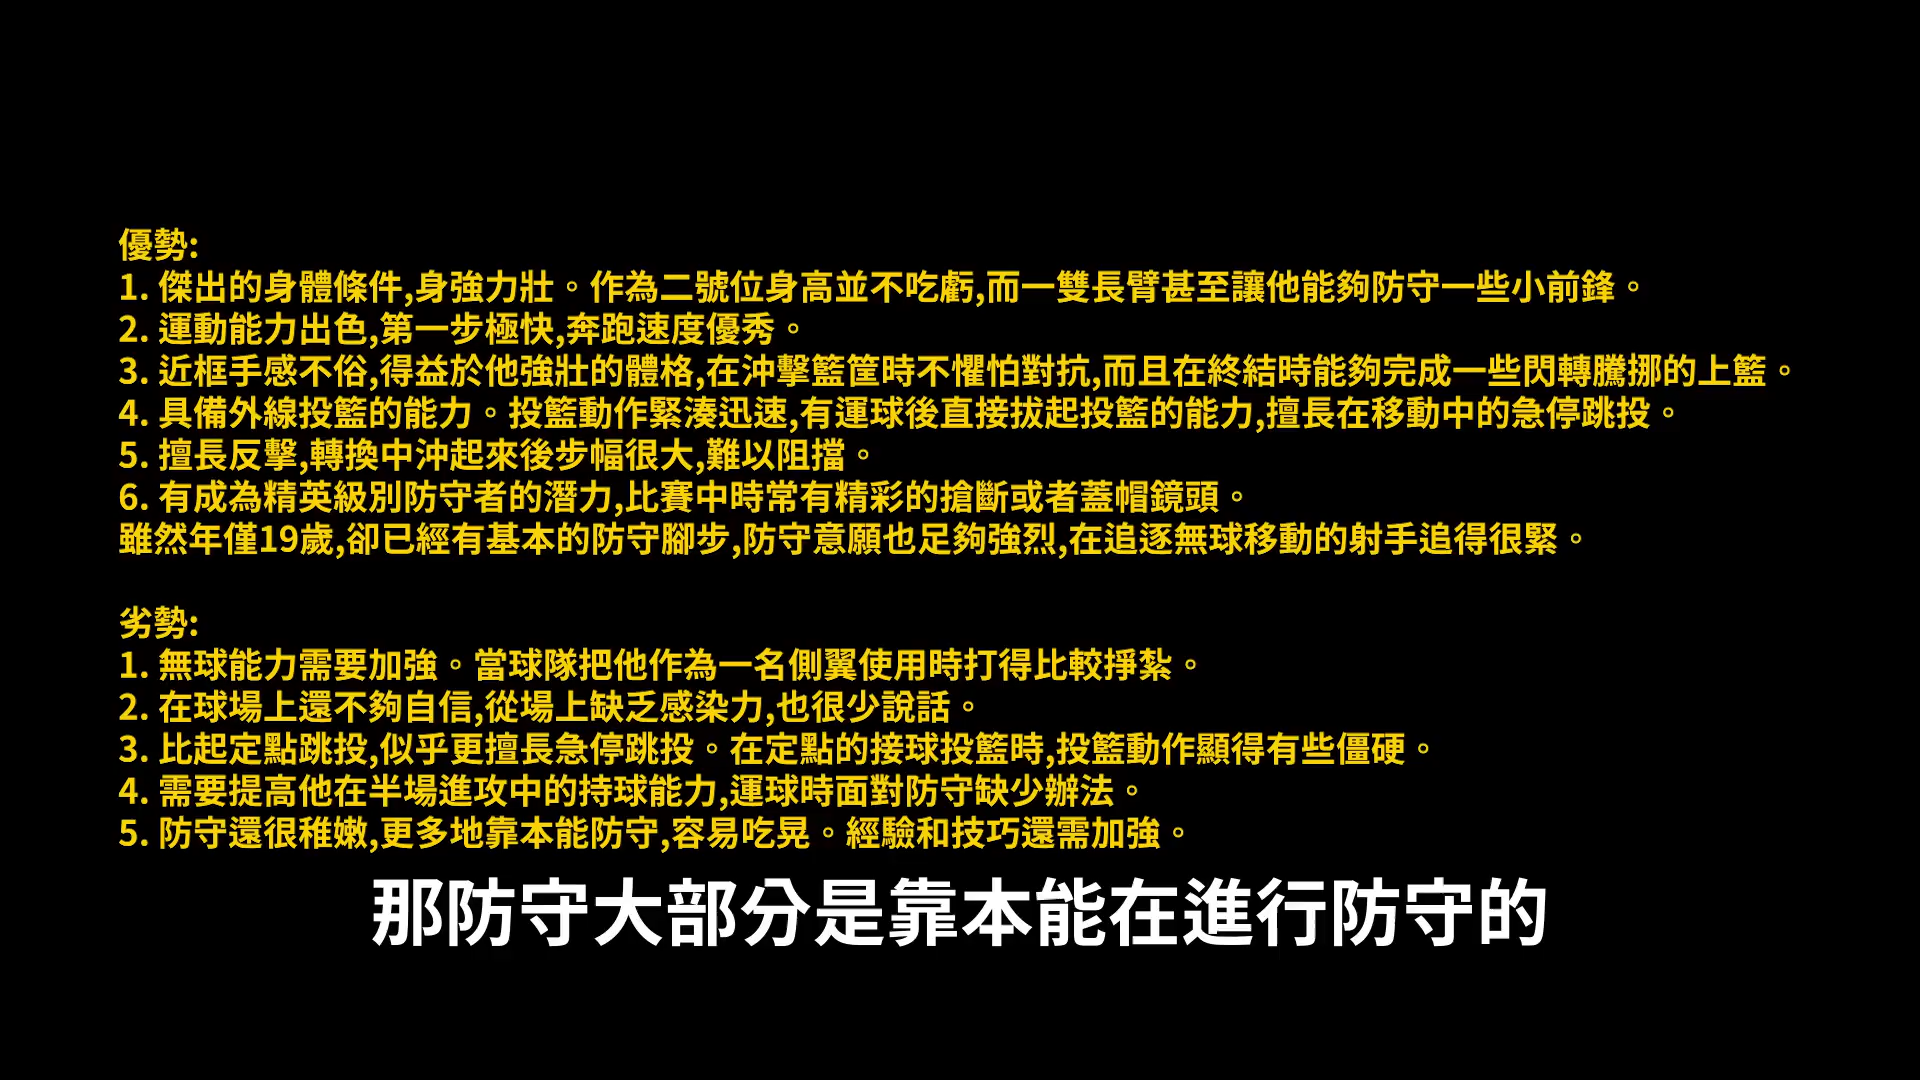 優勢:
1. 傑出的身體條件,身強力壯。作為二號位身高並不吃虧,而一雙長臂甚至讓他能夠防守一些小前鋒。
2. 運動能力出色,第一步極快,奔跑速度優秀。
3. 近框手感不俗,得益於他強壯的體格,在沖擊籃筐時不懼怕對抗,而且在終結時能夠完成一些閃轉騰挪的上籃。
4. 具備外線投籃的能力。投籃動作緊湊迅速,有運球後直接拔起投籃的能力,擅長在移動中的急停跳投。
5. 擅長反擊,轉換中沖起來後步幅很大,難以阻擋。
6. 有成為精英級別防守者的潛力,比賽中時常有精彩的搶斷或者蓋帽鏡頭。
雖然年僅19歲,卻已經有基本的防守腳步,防守意願也足夠強烈,在追逐無球移動的射手追得很緊。
劣勢:
1. 無球能力需要加強。當球隊把他作為一名側翼使用時打得比較掙紮。
2. 在球場上還不夠自信,從場上缺乏感染力,也很少說話。
3. 比起定點跳投,似乎更擅長急停跳投。在定點的接球投籃時,投籃動作顯得有些僵硬。
4. 需要提高他在半場進攻中的持球能力,運球時面對防守缺少辦法。
5. 防守還很稚嫩,更多地靠本能防守,容易吃晃。經驗和技巧還需加強。
那防守大部分是靠本能在進行防守的